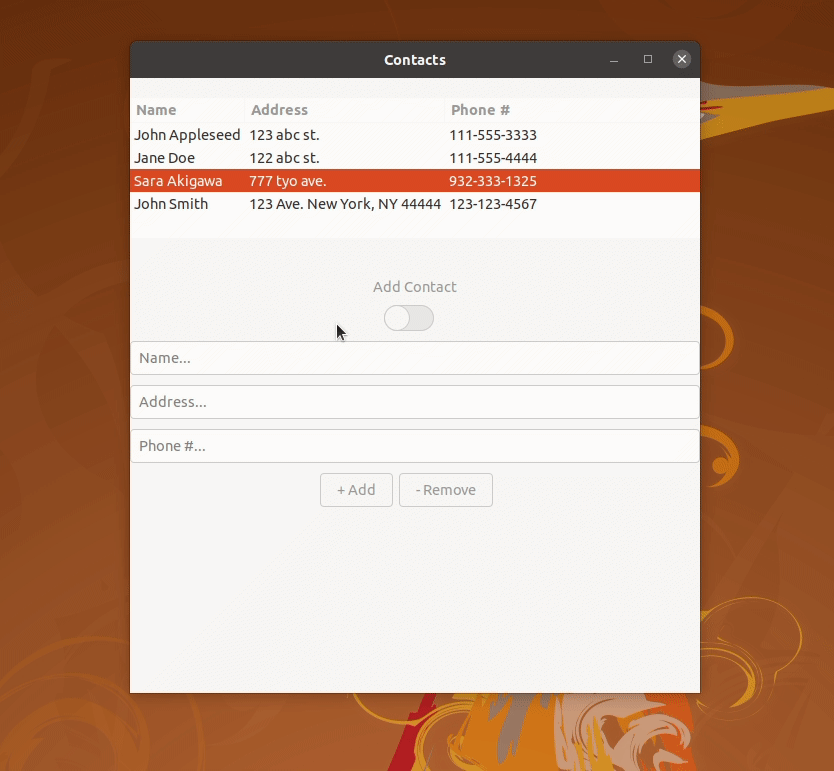 Contacts
Name Address Phone #
John Appleseed 123 abc st. 111-555-3333
Jane Doe 122 abc st. 111-555-4444
Sara Akigawa 777 tyo ave. 932-333-1325
John Smith 123 Ave. New York, NY 44444 123-123-4567
Add Contact
Name...
Address...
Phone #...
+ Add - Remove